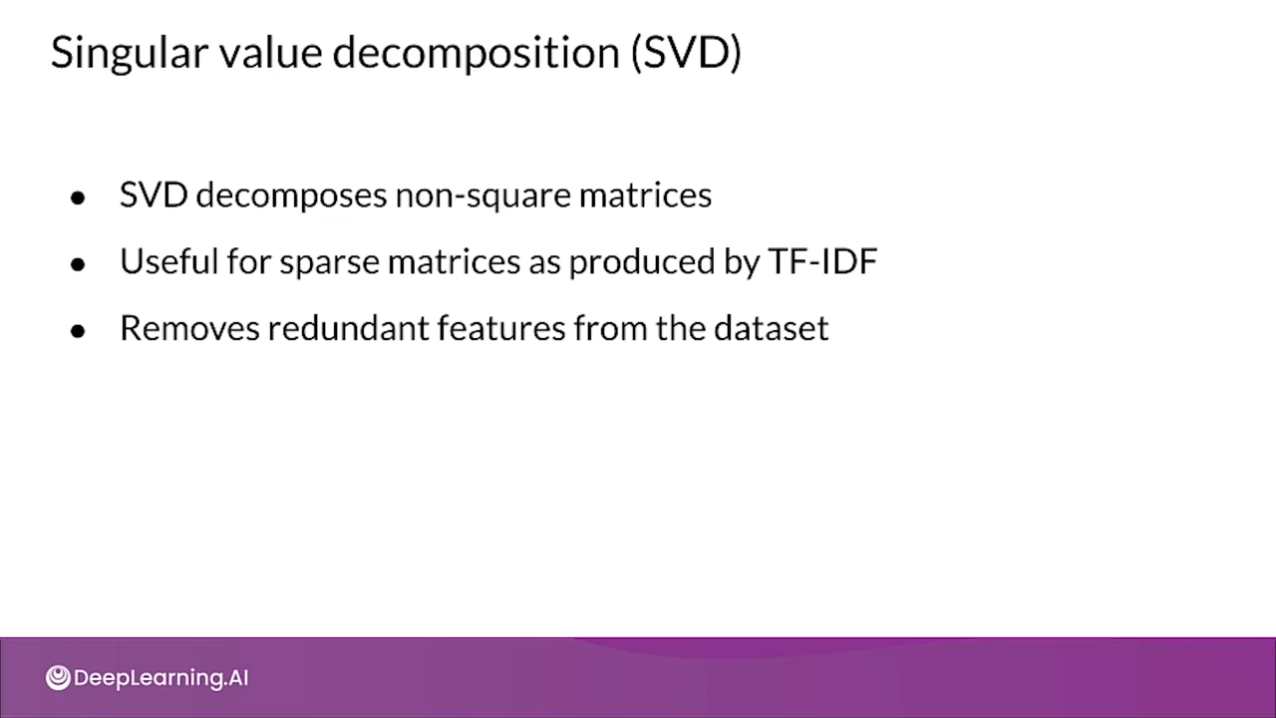 Singular value decomposition (SVD)
● SVD decomposes non-square matrices
● Useful for sparse matrices as produced by TF-IDF
● Removes redundant features from the dataset
DeepLearning.AI